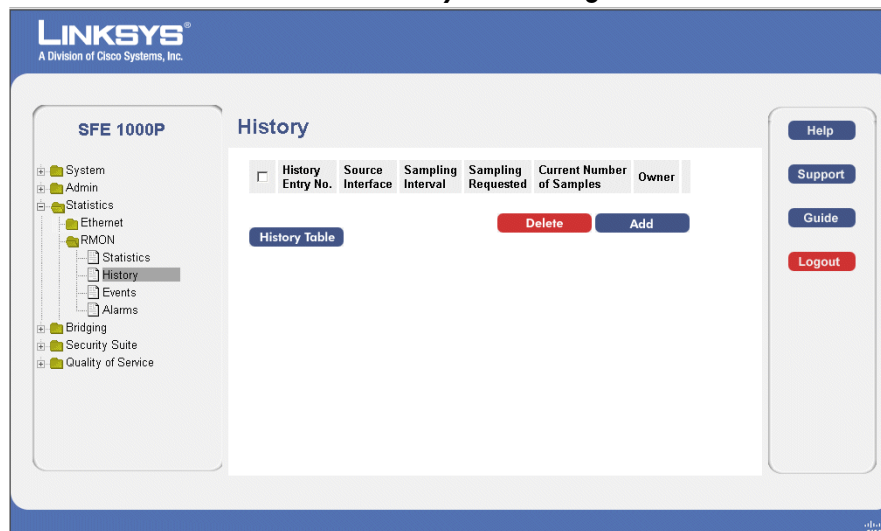 LINKSYS®
A Division of Cisco Systems, Inc.
SFE 1000P
System
Admin
Statistics
Ethernet
RMON
Statistics
History
Events
Alarms
Bridging
Security Suite
Quality of Service
History
History Entry No. Source Interface Sampling Interval Sampling Requested Current Number of Samples Owner
Delete Add
History Table
Help
Support
Guide
Logout